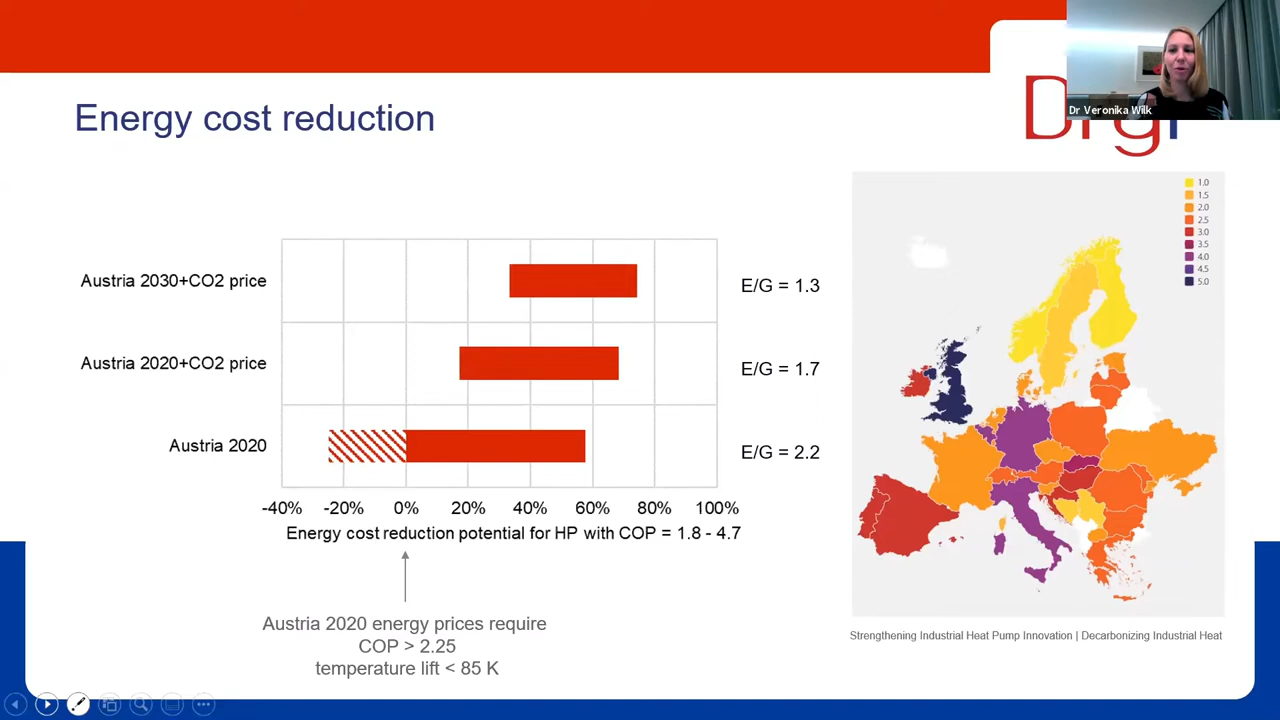 Dr Veronika Wilk
Energy cost reduction
Austria 2030+CO2 price
E/G = 1.3
Austria 2020+CO2 price
E/G = 1.7
Austria 2020
E/G = 2.2
-40% -20% 0% 20% 40% 60% 80% 100%
Energy cost reduction potential for HP with COP = 1.8 - 4.7
Austria 2020 energy prices require
COP > 2.25
temperature lift < 85 K
1.0
1.5
2.0
2.5
3.0
3.5
4.0
4.5
5.0
Strengthening Industrial Heat Pump Innovation | Decarbonizing Industrial Heat